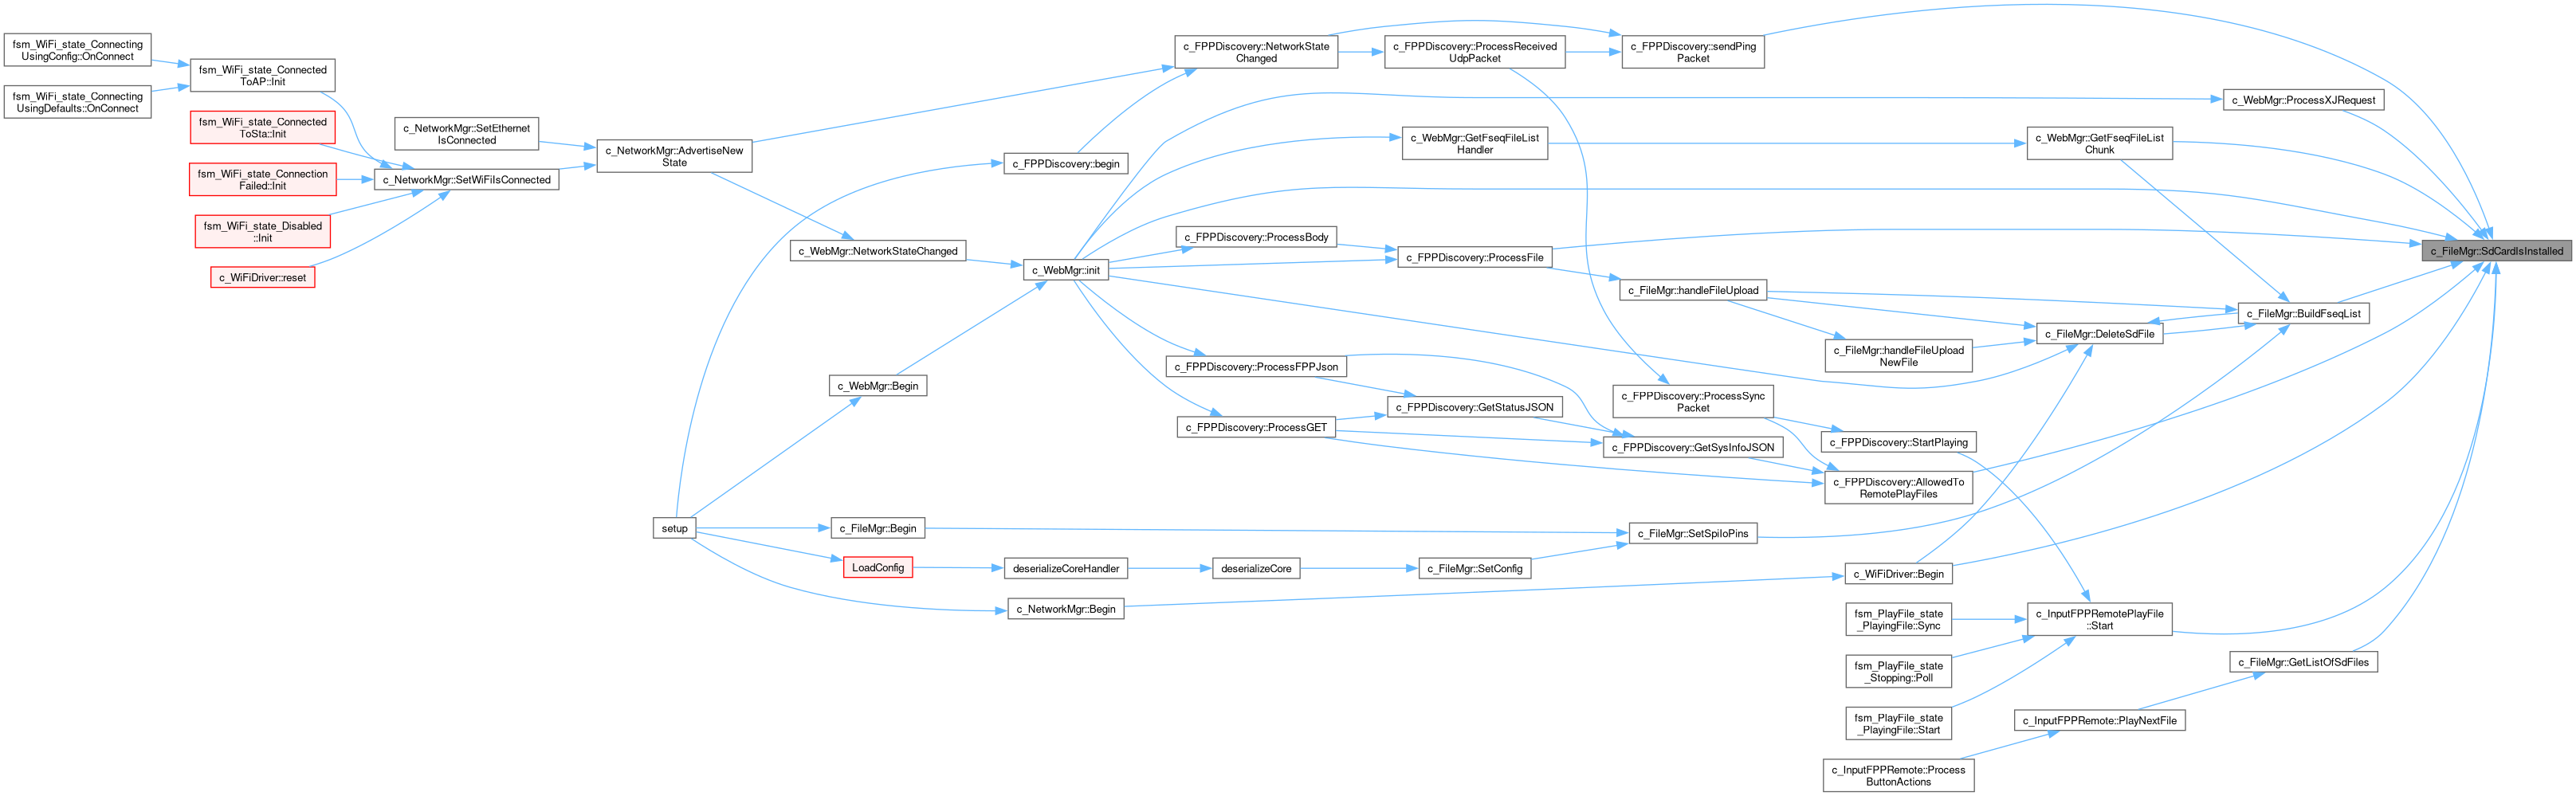 fsm_WiFi_state_Connecting
UsingConfig::OnConnect
fsm_WiFi_state_Connecting
UsingDefaults::OnConnect
fsm_WiFi_state_Connected
ToAP::Init
fsm_WiFi_state_Connected
ToSta::Init
fsm_WiFi_state_Connection
Failed::Init
fsm_WiFi_state_Disabled
::Init
c_WiFiDriver::reset
c_NetworkMgr::SetEthernet
IsConnected
c_NetworkMgr::SetWiFiIsConnected
c_NetworkMgr::AdvertiseNew
State
c_WebMgr::NetworkStateChanged
c_WebMgr::Begin
setup
c_FileMgr::Begin
LoadConfig
c_FPPDiscovery::NetworkState
Changed
c_FPPDiscovery::begin
c_WebMgr::init
c_FPPDiscovery::ProcessBody
c_FPPDiscovery::ProcessFPPJson
c_FPPDiscovery::ProcessGET
c_FileMgr::SetSpiIoPins
deserializeCoreHandler
deserializeCore
c_NetworkMgr::Begin
c_FPPDiscovery::ProcessReceived
UdpPacket
c_WebMgr::GetFseqFileList
Handler
c_FPPDiscovery::ProcessFile
c_FPPDiscovery::GetStatusJSON
c_FileMgr::SetConfig
c_FPPDiscovery::sendPing
Packet
c_FileMgr::handleFileUpload
c_FPPDiscovery::ProcessSync
Packet
c_FPPDiscovery::GetSysInfoJSON
c_FileMgr::handleFileUpload
NewFile
c_FPPDiscovery::StartPlaying
c_FPPDiscovery::AllowedTo
RemotePlayFiles
c_WiFiDriver::Begin
fsm_PlayFile_state
_PlayingFile::Sync
fsm_PlayFile_state
_Stopping::Poll
fsm_PlayFile_state
_PlayingFile::Start
c_InputFPPRemote::Process
ButtonActions
c_WebMgr::ProcessXJRequest
c_WebMgr::GetFseqFileList
Chunk
c_FileMgr::DeleteSdFile
c_FileMgr::BuildFseqList
c_InputFPPRemotePlayFile
::Start
c_FileMgr::GetListOfSdFiles
c_InputFPPRemote::PlayNextFile
c_FileMgr::SdCardIsInstalled